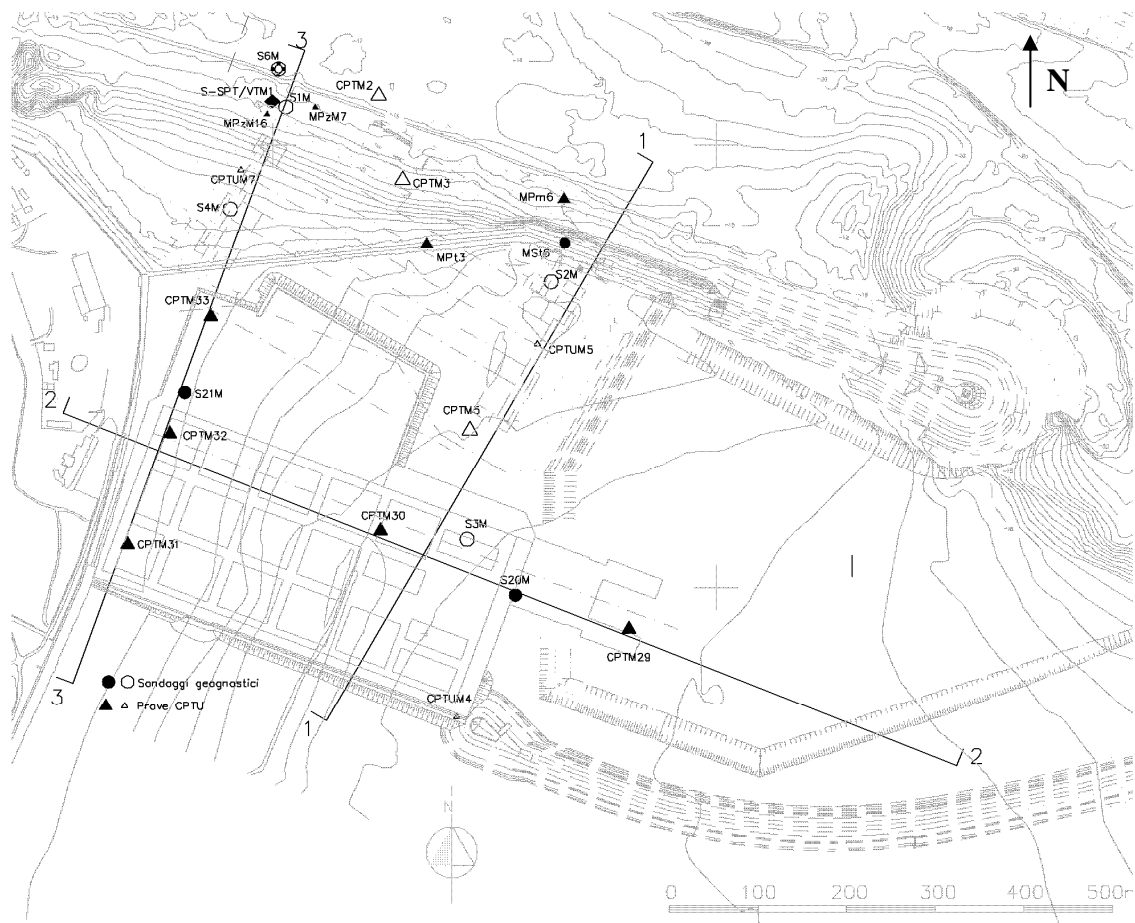 3
S6M
CPTM2
S-SPT/VTM1
S1M
MPzM16
MPzM7
N
1
CPTUM7
CPTM3
S4M
MPm6
MPt3
MSt6
S2M
CPTM33
CPTUM5
S21M
2
CPTM32
CPTM5
CPTM30
S3M
CPTM31
S20M
CPTM29
3
Sondaggi geognostici
Prove CPTU
CPTUM4
1
2
N
0 100 200 300 400 500m